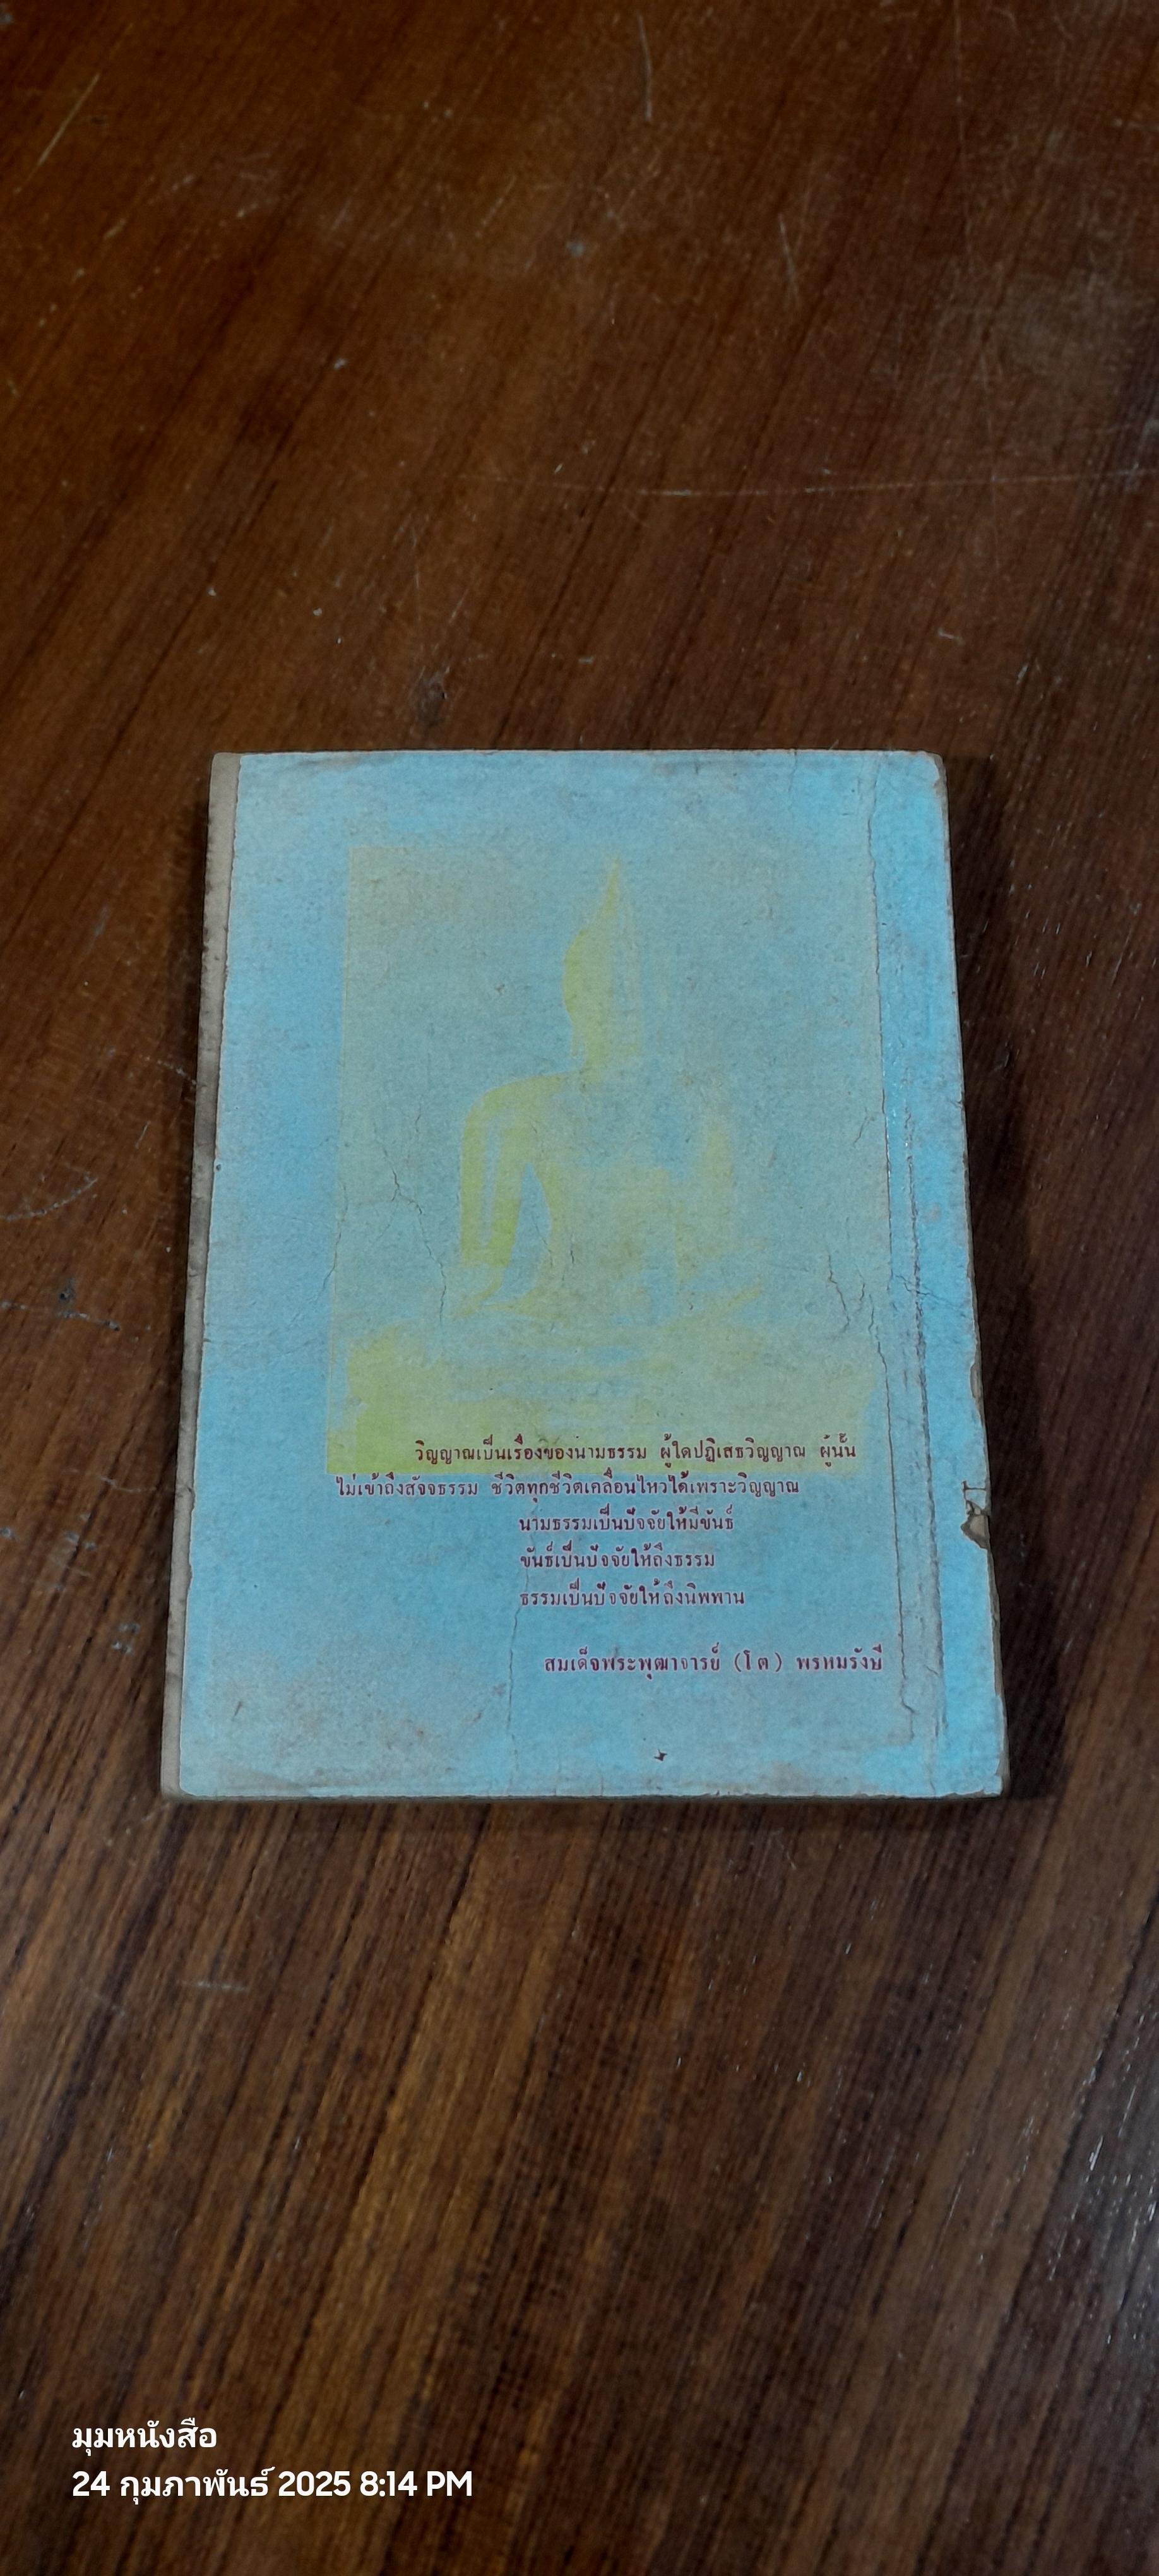 วิญญาณเป็นเรื่องของนามธรรม ผู้ใดปฏิเสธวิญญาณ ผู้นั้น
ไม่เข้าถึงสัจจธรรม ชีวิตทุกชีวิตเคลื่อนไหวได้เพราะวิญญาณ
นามธรรมเป็นปัจจัยให้มีขันธ์
ขันธ์เป็นปัจจัยให้ถึงธรรม
ธรรมเป็นปัจจัยให้ถึงนิพพาน
สมเด็จพระพุฒาจารย์ (โต) พรหมรังษี
มุมหนังสือ
24 กุมภาพันธ์ 2025 8:14 PM